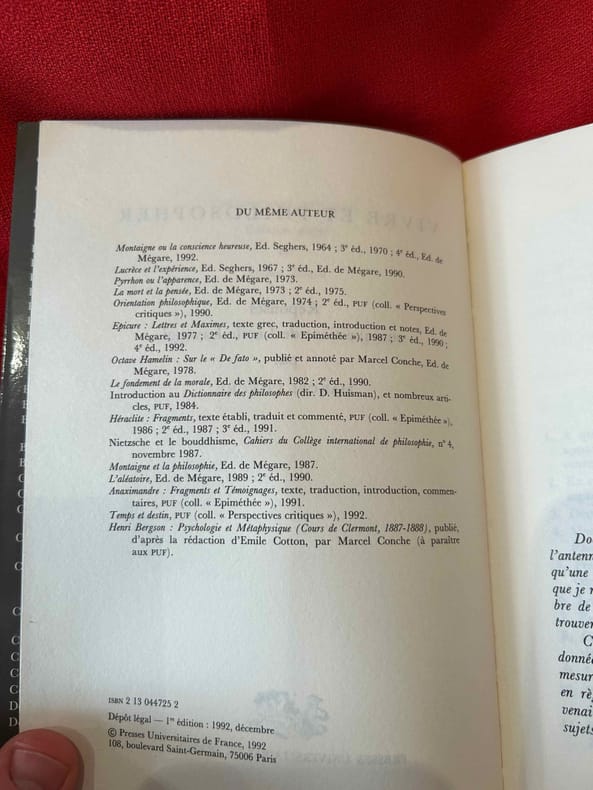 DU MÊME AUTEUR
Montaigne ou la conscience heureuse, Ed. Seghers, 1964 ; 3e éd., 1970 ; 4e éd., Ed. de
Mégare, 1992.
Lucrèce et l'expérience, Ed. Seghers, 1967 ; 3e éd., Ed. de Mégare, 1990.
Pyrrhon ou l'apparence, Ed. de Mégare, 1973.
La mort et la pensée, Ed. de Mégare, 1973 ; 2e éd., 1975.
Orientation philosophique, Ed. de Mégare, 1974 ; 2e éd., PUF (coll. « Perspectives
critiques »), 1990.
Epicure : Lettres et Maximes, texte grec, traduction, introduction et notes, Ed. de
Mégare, 1977 ; 2e éd., PUF (coll. « Epiméthée »), 1987 ; 3e éd., 1990 ;
4e éd., 1992.
Octave Hamelin : Sur le « De fato », publié et annoté par Marcel Conche, Ed. de
Mégare, 1978.
Le fondement de la morale, Ed. de Mégare, 1982 ; 2e éd., 1990.
Introduction au Dictionnaire des philosophes (dir. D. Huisman), et nombreux arti-
cles, PUF, 1984.
Héraclite : Fragments, texte établi, traduit et commenté, PUF (coll. « Epiméthée »),
1986 ; 2e éd., 1987 ; 3e éd., 1991.
Nietzsche et le bouddhisme, Cahiers du Collège international de philosophie, n° 4,
novembre 1987.
Montaigne et la philosophie, Ed. de Mégare, 1987.
L'aléatoire, Ed. de Mégare, 1989 ; 2e éd., 1990.
Anaximandre : Fragments et Témoignages, texte, traduction, introduction, commen-
taires, PUF (coll. « Epiméthée »), 1991.
Temps et destin, PUF (coll. « Perspectives critiques »), 1992.
Henri Bergson : Psychologie et Métaphysique (Cours de Clermont, 1887-1888), publié,
d'après la rédaction d'Emile Cotton, par Marcel Conche (à paraître
aux PUF).
ISBN 2 13 044725 2
Dépôt légal — 1re édition : 1992, décembre
© Presses Universitaires de France, 1992
108, boulevard Saint-Germain, 75006 Paris
Do
l'antenn
qu'une
que je
bre de
trouver
C
donnée
mesur
en rè
venai
sujets